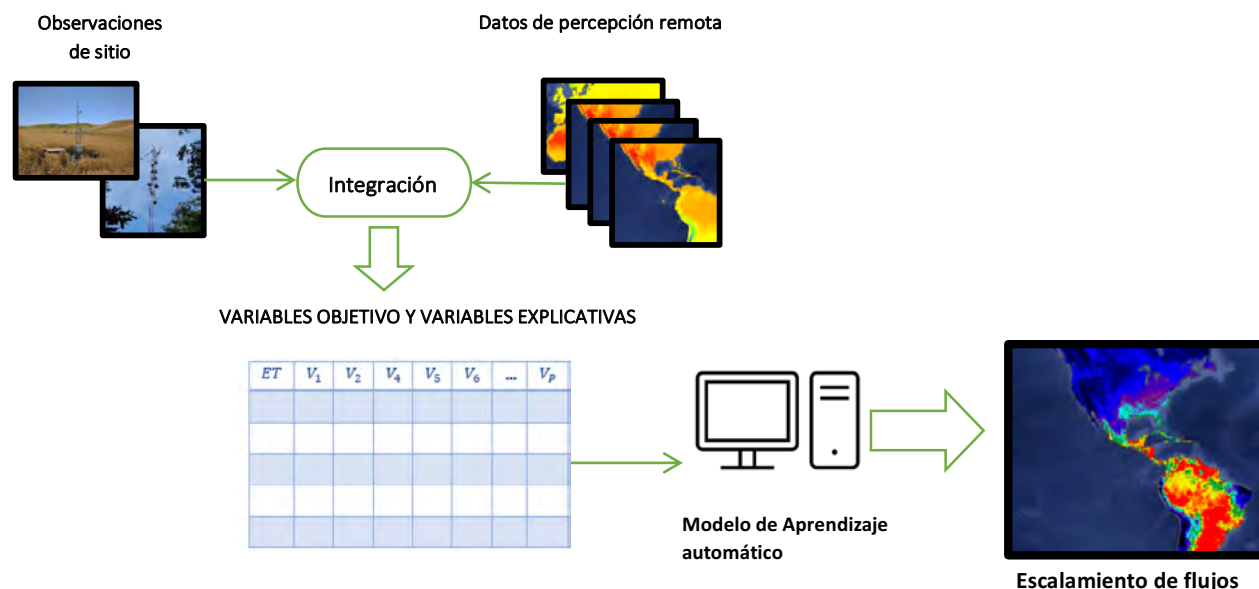 Observaciones
de sitio
Datos de percepción remota
Integración
VARIABLES OBJETIVO Y VARIABLES EXPLICATIVAS
ET V₁ V₂ V₄ V₅ V₆ ... Vₚ
Modelo de Aprendizaje
automático
Escalamiento de flujos